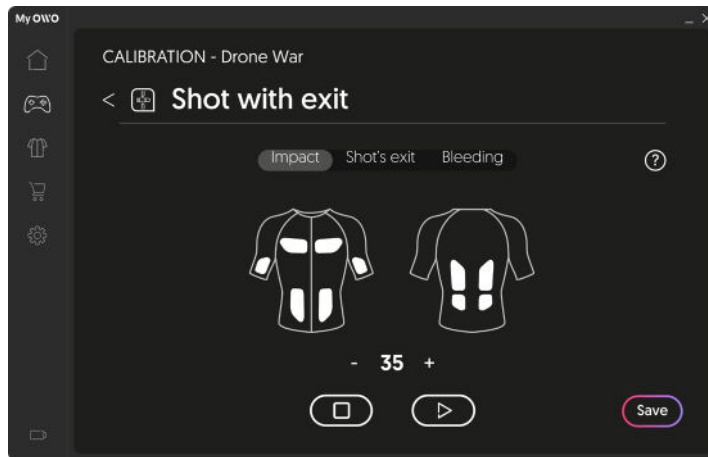 My OWO
CALIBRATION - Drone War
< Shot with exit
Impact Shot's exit Bleeding ?
- 35 +
Save